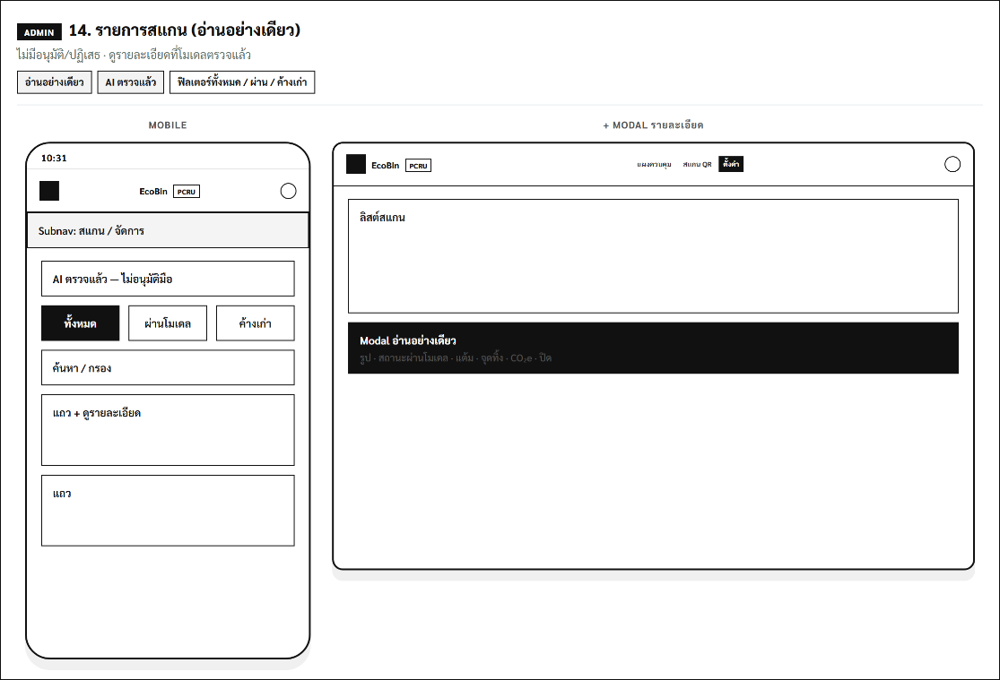 ADMIN 14. รายการสแกน (อ่านอย่างเดียว)
ไม่มีอนุมัติ/ปฏิเสธ · ดูรายละเอียดที่โมเดลตรวจแล้ว
อ่านอย่างเดียว AI ตรวจแล้ว ฟิลเตอร์ทั้งหมด / ผ่าน / ค้างเก่า
MOBILE
10:31
EcoBin PCRU
Subnav: สแกน / จัดการ
AI ตรวจแล้ว — ไม่อนุมัติมือ
ทั้งหมด ผ่านโมเดล ค้างเก่า
ค้นหา / กรอง
แถว + ดูรายละเอียด
แถว
+ MODAL รายละเอียด
EcoBin PCRU แผงควบคุม สแกน QR ตั้งค่า
ลิสต์สแกน
Modal อ่านอย่างเดียว
รูป · สถานะผ่านโมเดล · แต้ม · จุดทิ้ง · CO₂e · ปิด